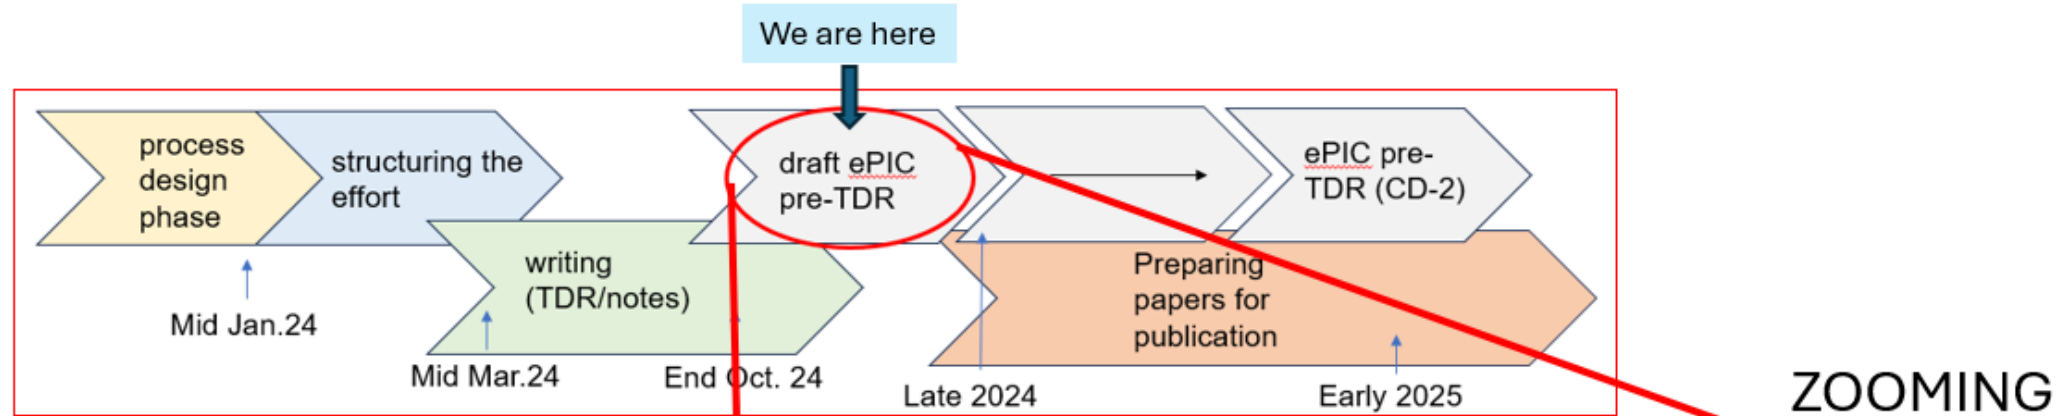 We are here
process
design
phase
structuring the
effort
draft ePIC
pre-TDR
ePIC pre-
TDR (CD-2)
writing
(TDR/notes)
Preparing
papers for
publication
Mid Jan.24
Mid Mar.24
End Oct. 24
Late 2024
Early 2025
ZOOMING